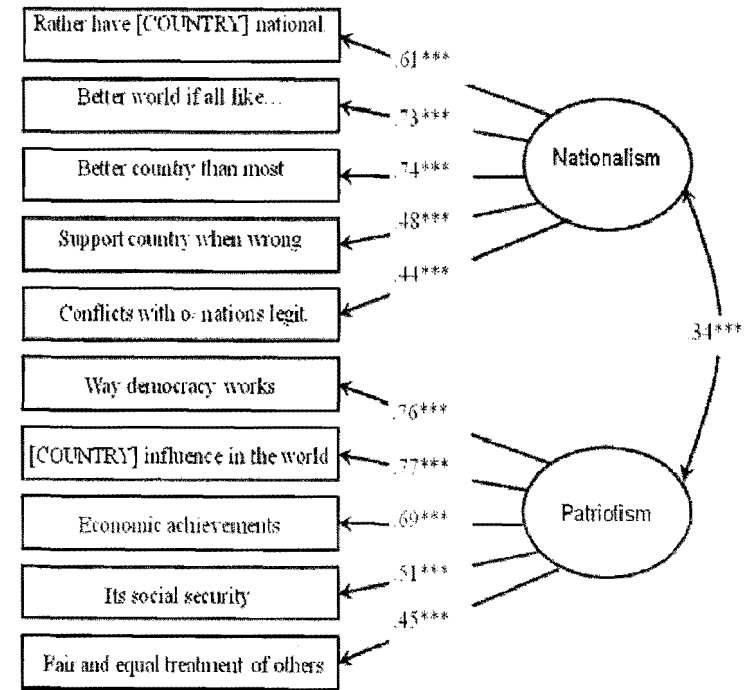 Rather have [COUNTRY] national
.61***
Better world if all like...
.73***
Better country than most
.74***
Nationalism
Support country when wrong
.48***
Conflicts with o. nations legit.
.44***
.34***
Way democracy works
.76***
[COUNTRY] influence in the world
.77***
Economic achievements
.69***
Patriotism
Its social security
.51***
Fair and equal treatment of others
.45***